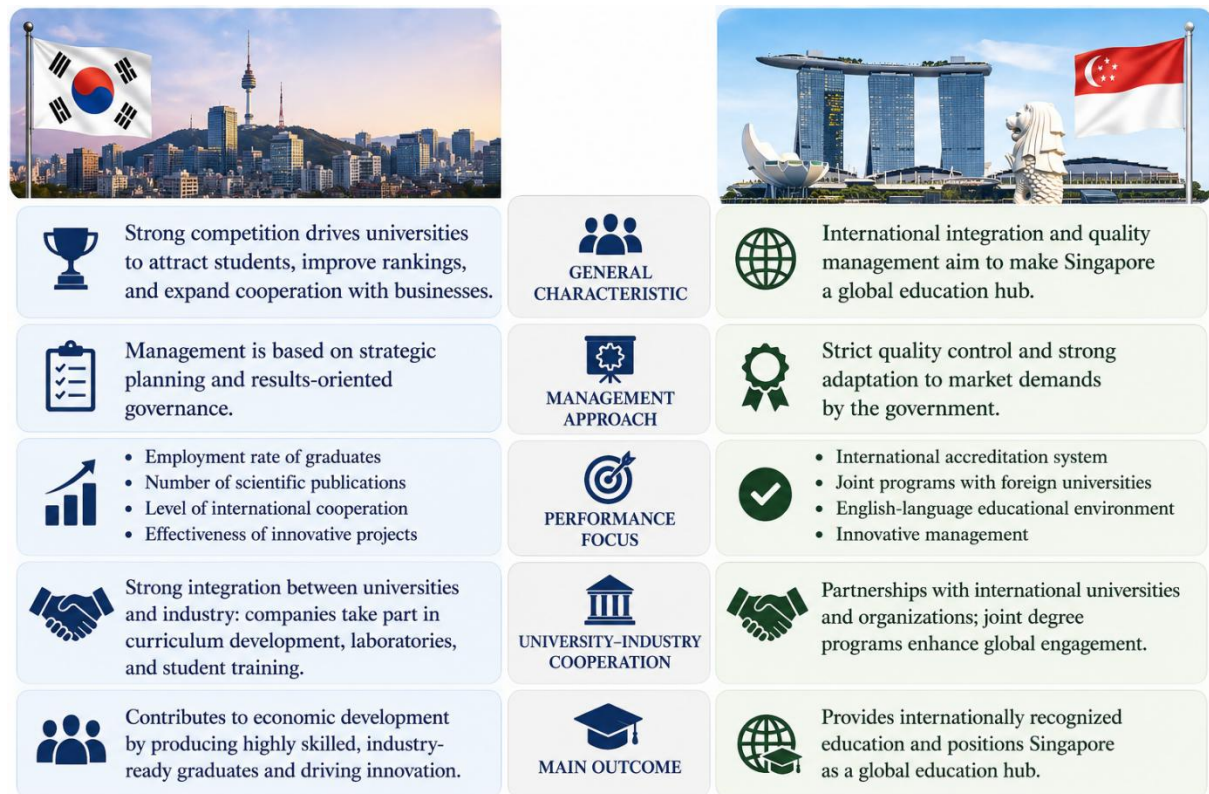 Strong competition drives universities
to attract students, improve rankings,
and expand cooperation with businesses.
GENERAL
CHARACTERISTIC
International integration and quality
management aim to make Singapore
a global education hub.
Management is based on strategic
planning and results-oriented
governance.
MANAGEMENT
APPROACH
Strict quality control and strong
adaptation to market demands
by the government.
• Employment rate of graduates
• Number of scientific publications
• Level of international cooperation
• Effectiveness of innovative projects
PERFORMANCE
FOCUS
• International accreditation system
• Joint programs with foreign universities
• English-language educational environment
• Innovative management
Strong integration between universities
and industry: companies take part in
curriculum development, laboratories,
and student training.
UNIVERSITY–INDUSTRY
COOPERATION
Partnerships with international universities
and organizations; joint degree
programs enhance global engagement.
Contributes to economic development
by producing highly skilled, industry-
ready graduates and driving innovation.
MAIN OUTCOME
Provides internationally recognized
education and positions Singapore
as a global education hub.